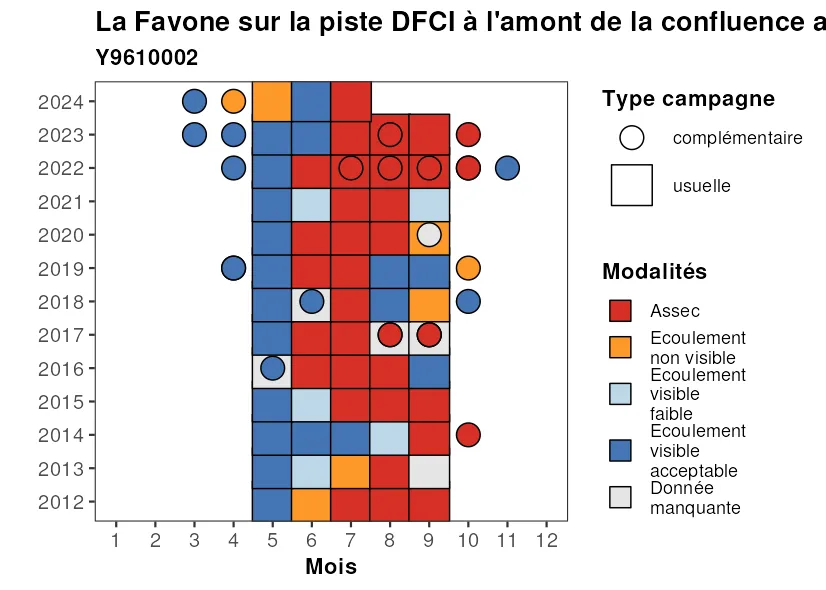 La Favone sur la piste DFCI à l'amont de la confluence a
Y9610002
2024
2023
2022
2021
2020
2019
2018
2017
2016
2015
2014
2013
2012
1 2 3 4 5 6 7 8 9 10 11 12
Mois
Type campagne
complémentaire
usuelle
Modalités
Assec
Ecoulement
non visible
Ecoulement
visible
faible
Ecoulement
visible
acceptable
Donnée
manquante